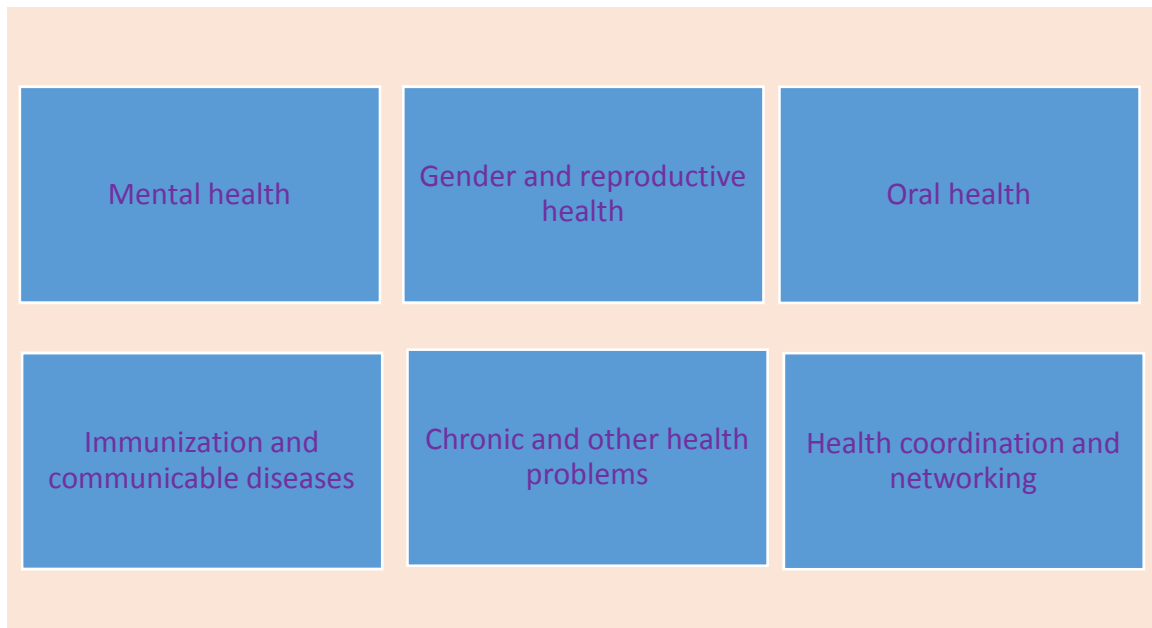 Mental health
Gender and reproductive
health
Oral health
Immunization and
communicable diseases
Chronic and other health
problems
Health coordination and
networking